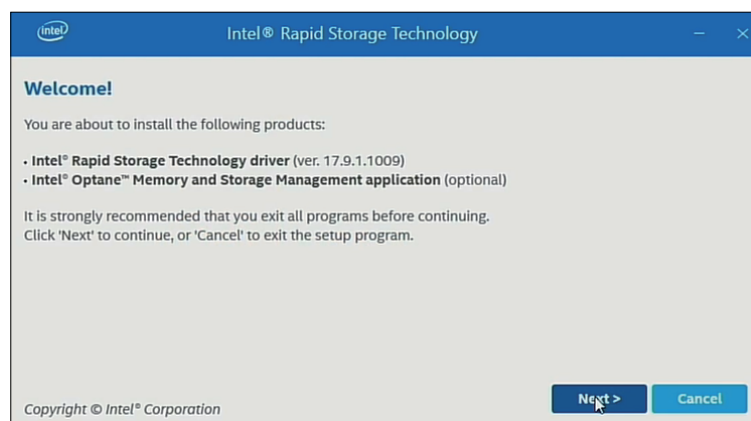 intel
Intel® Rapid Storage Technology
Welcome!
You are about to install the following products:
• Intel® Rapid Storage Technology driver (ver. 17.9.1.1009)
• Intel® Optane™ Memory and Storage Management application (optional)
It is strongly recommended that you exit all programs before continuing.
Click 'Next' to continue, or 'Cancel' to exit the setup program.
Next >
Cancel
Copyright © Intel® Corporation